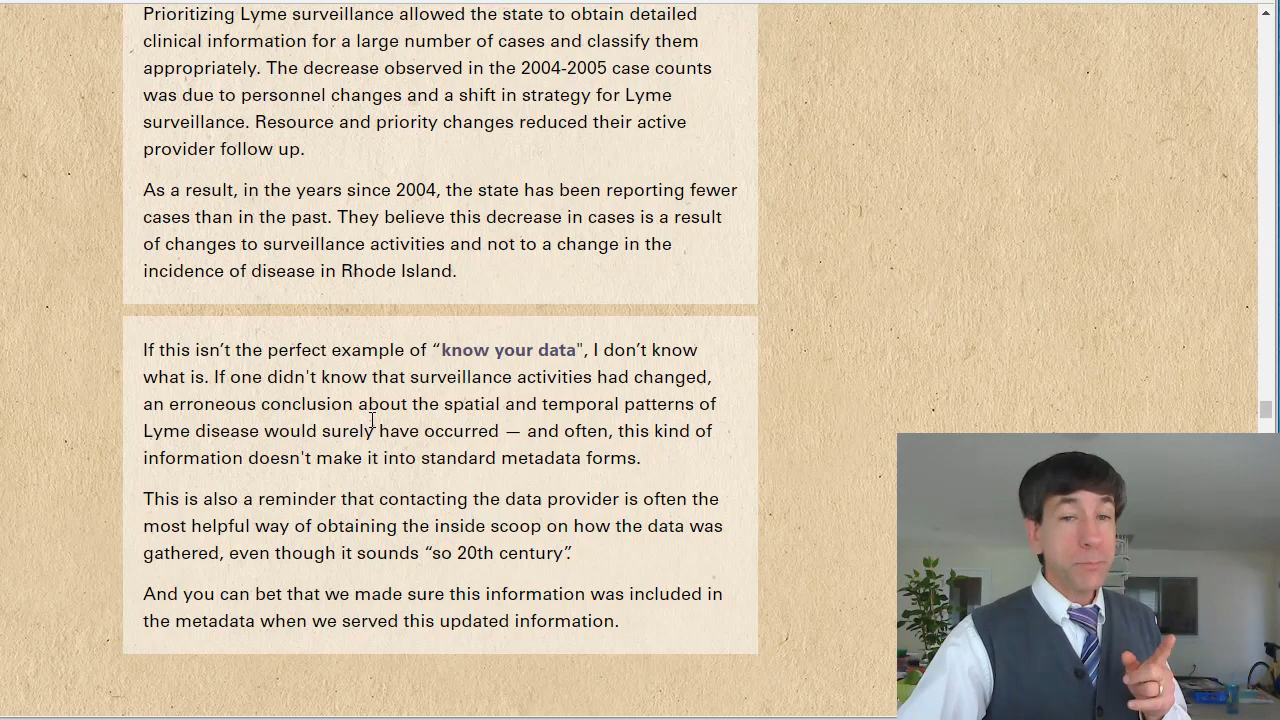 Prioritizing Lyme surveillance allowed the state to obtain detailed
clinical information for a large number of cases and classify them
appropriately. The decrease observed in the 2004-2005 case counts
was due to personnel changes and a shift in strategy for Lyme
surveillance. Resource and priority changes reduced their active
provider follow up.
As a result, in the years since 2004, the state has been reporting fewer
cases than in the past. They believe this decrease in cases is a result
of changes to surveillance activities and not to a change in the
incidence of disease in Rhode Island.
If this isn’t the perfect example of “know your data", I don’t know
what is. If one didn't know that surveillance activities had changed,
an erroneous conclusion about the spatial and temporal patterns of
Lyme disease would surely have occurred — and often, this kind of
information doesn't make it into standard metadata forms.
This is also a reminder that contacting the data provider is often the
most helpful way of obtaining the inside scoop on how the data was
gathered, even though it sounds “so 20th century”.
And you can bet that we made sure this information was included in
the metadata when we served this updated information.